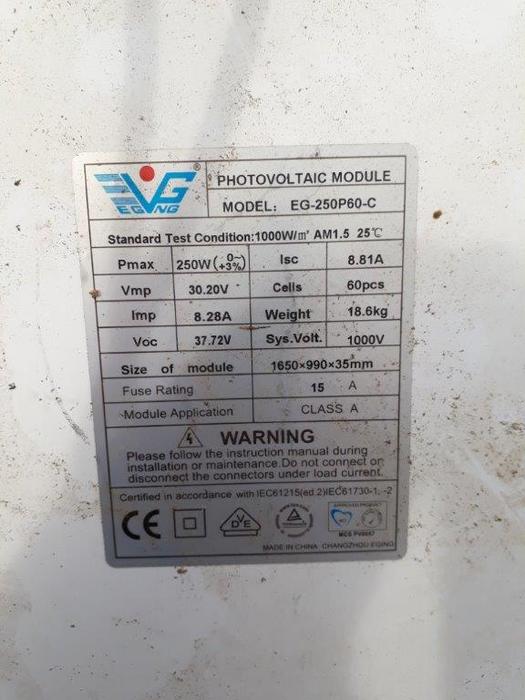 EGING
®
PHOTOVOLTAIC MODULE
MODEL: EG-250P60-C
Standard Test Condition:1000W/m² AM1.5 25℃
Pmax 250W(0~+3%) Isc 8.81A
Vmp 30.20V Cells 60pcs
Imp 8.28A Weight 18.6kg
Voc 37.72V Sys.Volt. 1000V
Size of module 1650×990×35mm
Fuse Rating 15 A
Module Application CLASS A
WARNING
Please follow the instruction manual during
installation or maintenance.Do not connect or
disconnect the connectors under load current.
Certified in accordance with IEC61215(ed.2)IEC61730-1,-2
CE
VDE
APPROVED PRODUCT
MCS PV0057
MADE IN CHINA CHANGZHOU EGING